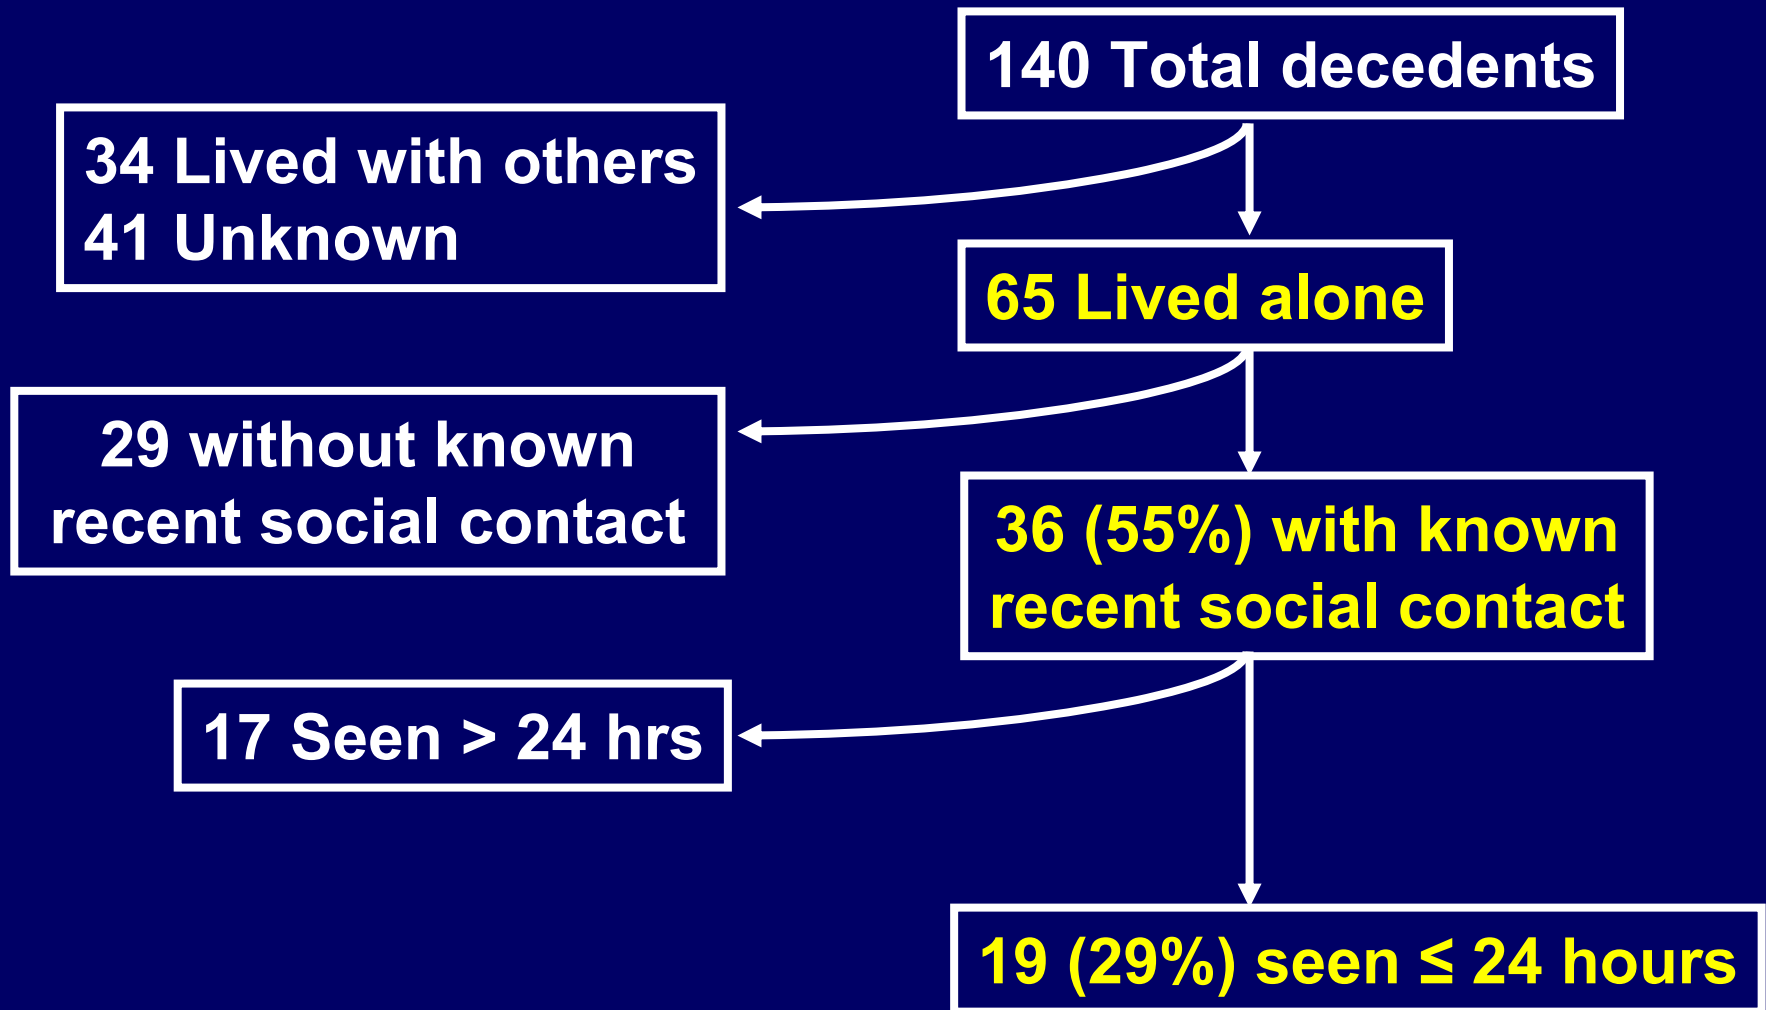 140 Total decedents
34 Lived with others
41 Unknown
65 Lived alone
29 without known
recent social contact
36 (55%) with known
recent social contact
17 Seen > 24 hrs
19 (29%) seen ≤ 24 hours